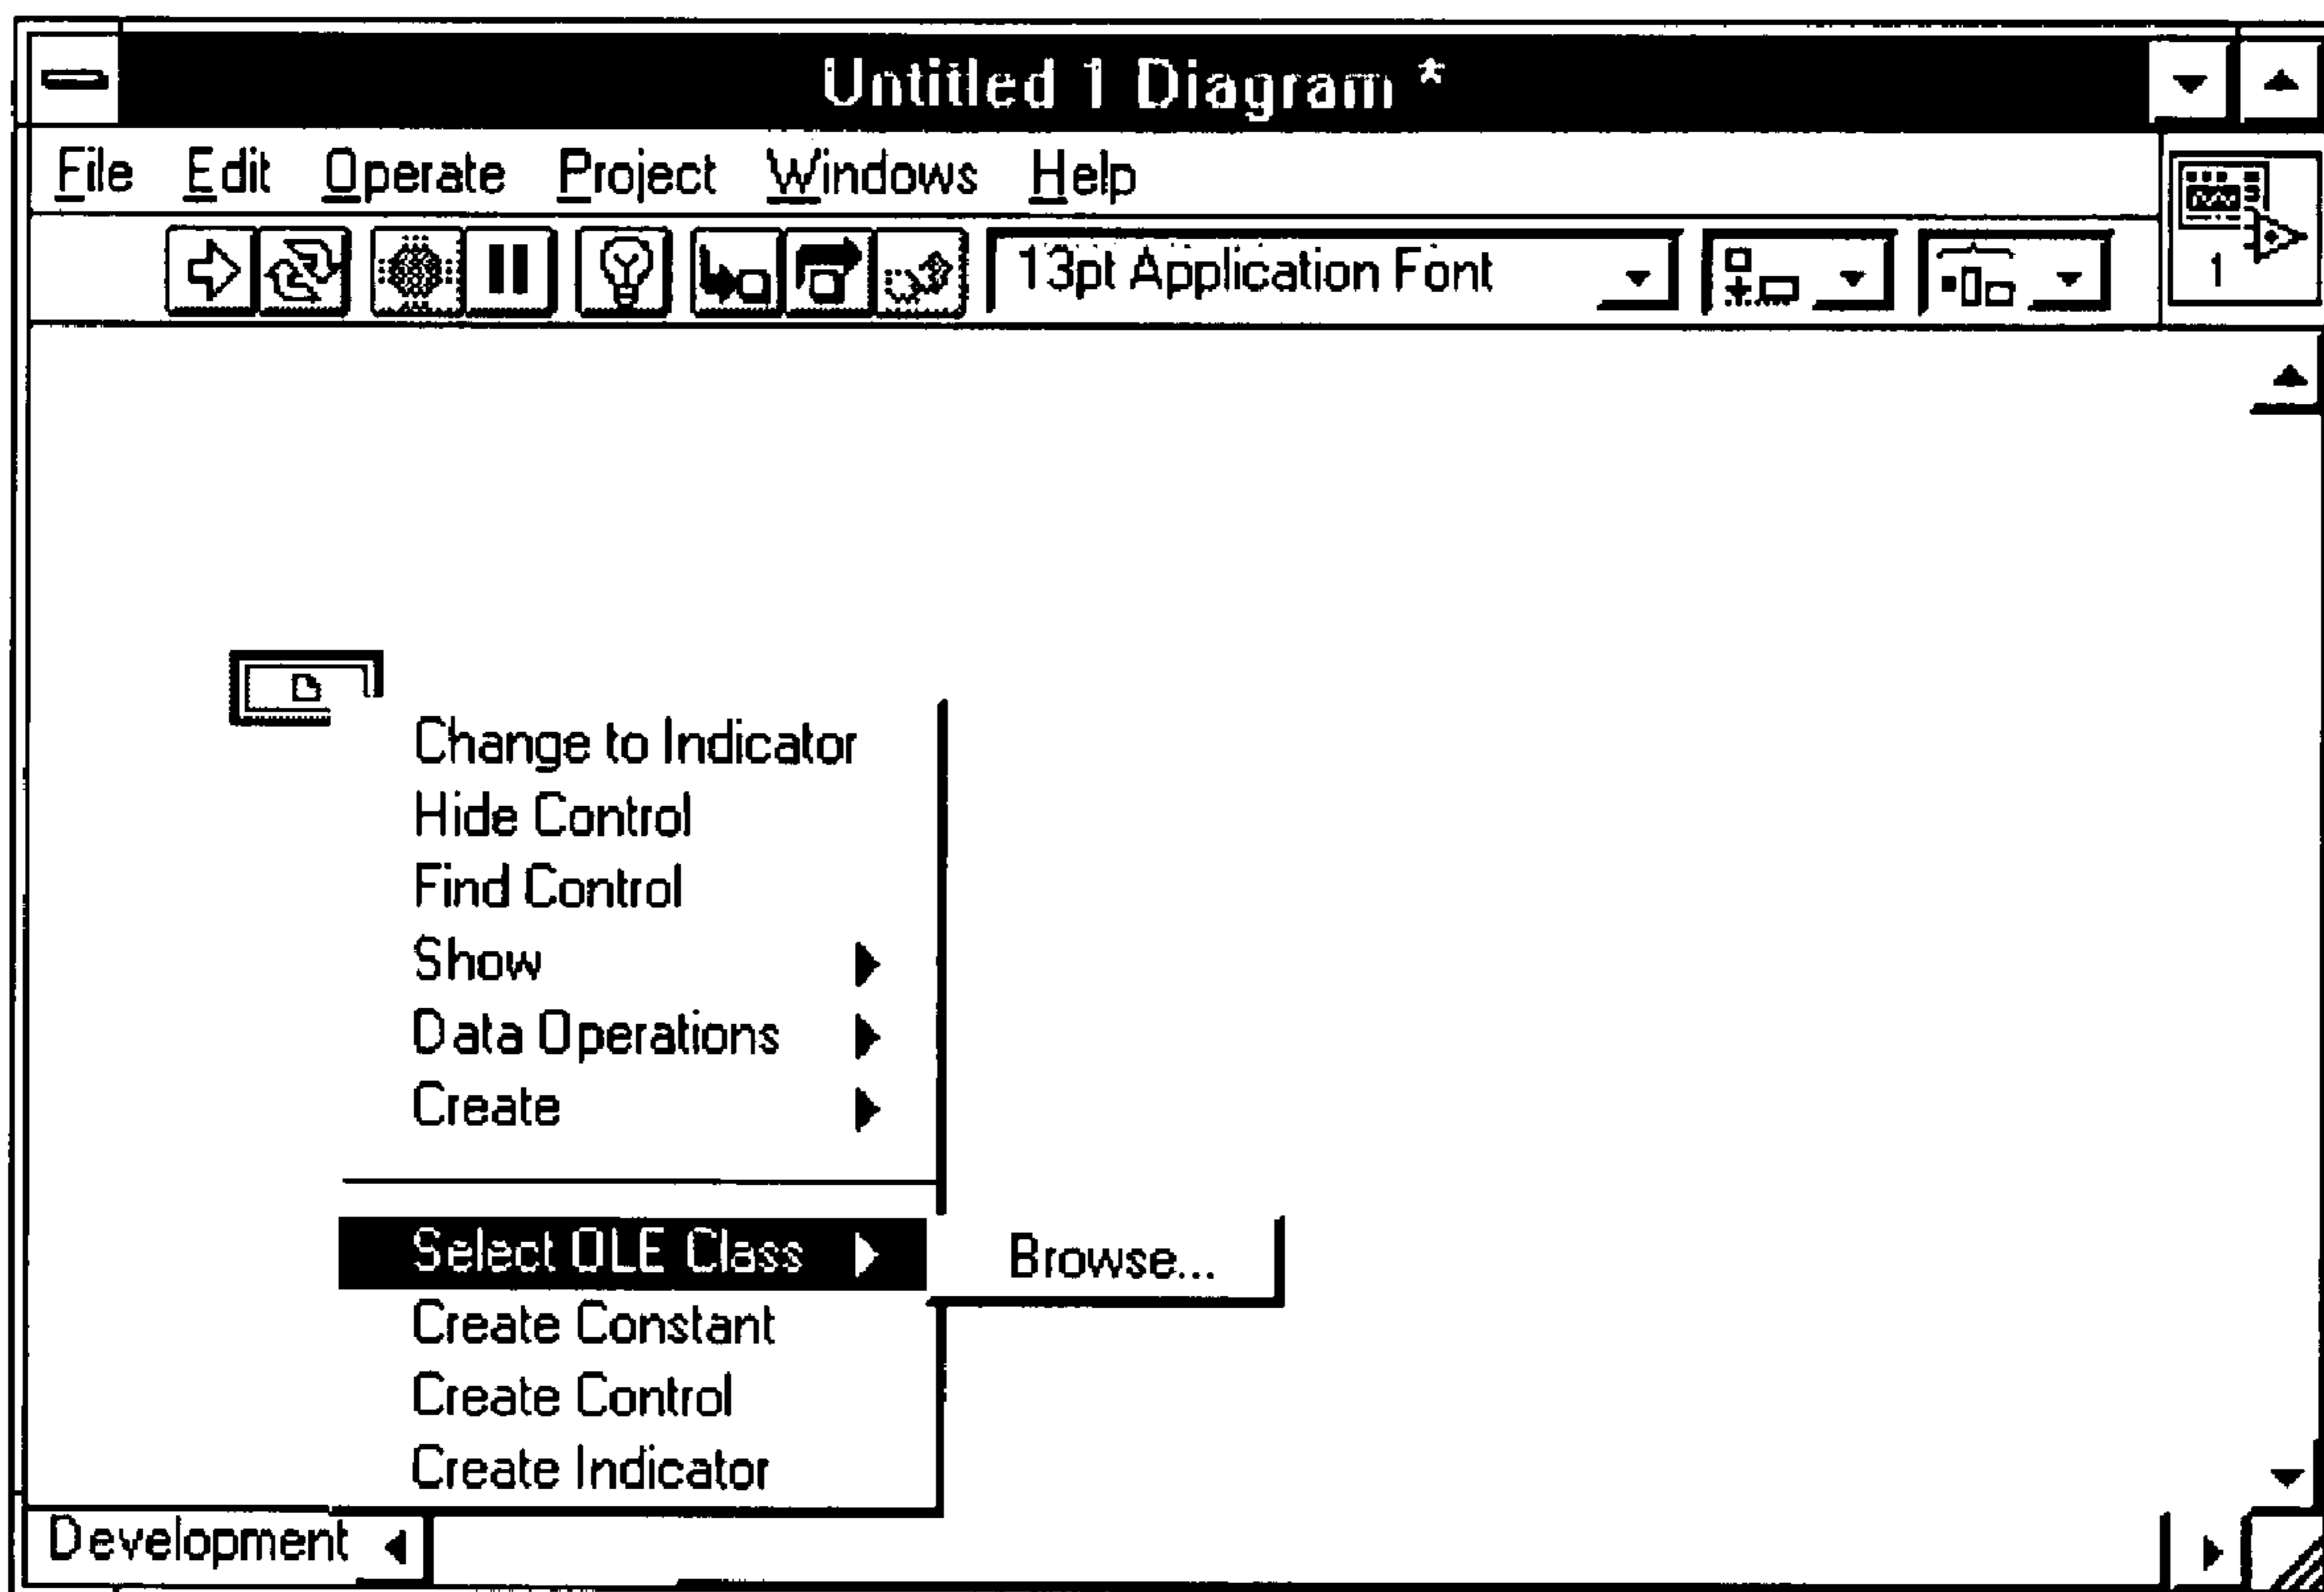 Untitled 1 Diagram *
File Edit Operate Project Windows Help
13pt Application Font
1
Change to Indicator
Hide Control
Find Control
Show
Data Operations
Create
Select OLE Class Browse...
Create Constant
Create Control
Create Indicator
Development